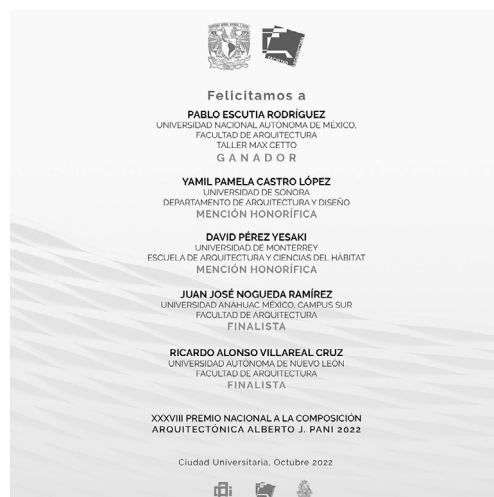 Felicitamos a
PABLO ESCUTIA RODRÍGUEZ
UNIVERSIDAD NACIONAL AUTÓNOMA DE MÉXICO,
FACULTAD DE ARQUITECTURA
TALLER MAX CETTO
GANADOR
YAMIL PAMELA CASTRO LÓPEZ
UNIVERSIDAD DE SONORA
DEPARTAMENTO DE ARQUITECTURA Y DISEÑO
MENCIÓN HONORÍFICA
DAVID PÉREZ YESAKI
UNIVERSIDAD DE MONTERREY
ESCUELA DE ARQUITECTURA Y CIENCIAS DEL HÁBITAT
MENCIÓN HONORÍFICA
JUAN JOSÉ NOGUEDA RAMÍREZ
UNIVERSIDAD ANAHUAC MÉXICO, CAMPUS SUR
FACULTAD DE ARQUITECTURA
FINALISTA
RICARDO ALONSO VILLAREAL CRUZ
UNIVERSIDAD AUTÓNOMA DE NUEVO LEÓN
FACULTAD DE ARQUITECTURA
FINALISTA
XXXVIII PREMIO NACIONAL A LA COMPOSICIÓN
ARQUITECTÓNICA ALBERTO J. PANI 2022
Ciudad Universitaria, Octubre 2022